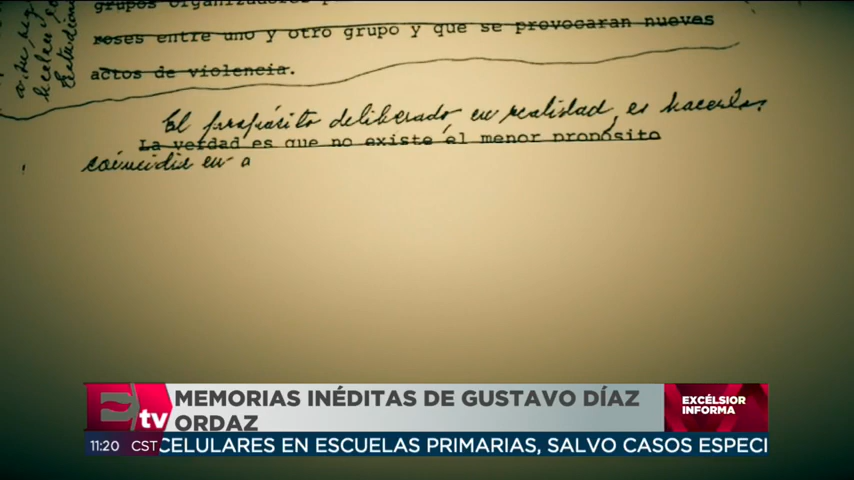 grupos organizadores
roses entre uno y otro grupo y que se provocaran nuevos
actos de violencia.
El propósito deliberado en realidad, es hacerlos
La verdad es que no existe el menor propósito
coincidir en a
MEMORIAS INÉDITAS DE GUSTAVO DÍAZ
ORDAZ
EXCÉLSIOR
INFORMA
E tv
11:20 CST CELULARES EN ESCUELAS PRIMARIAS, SALVO CASOS ESPECI